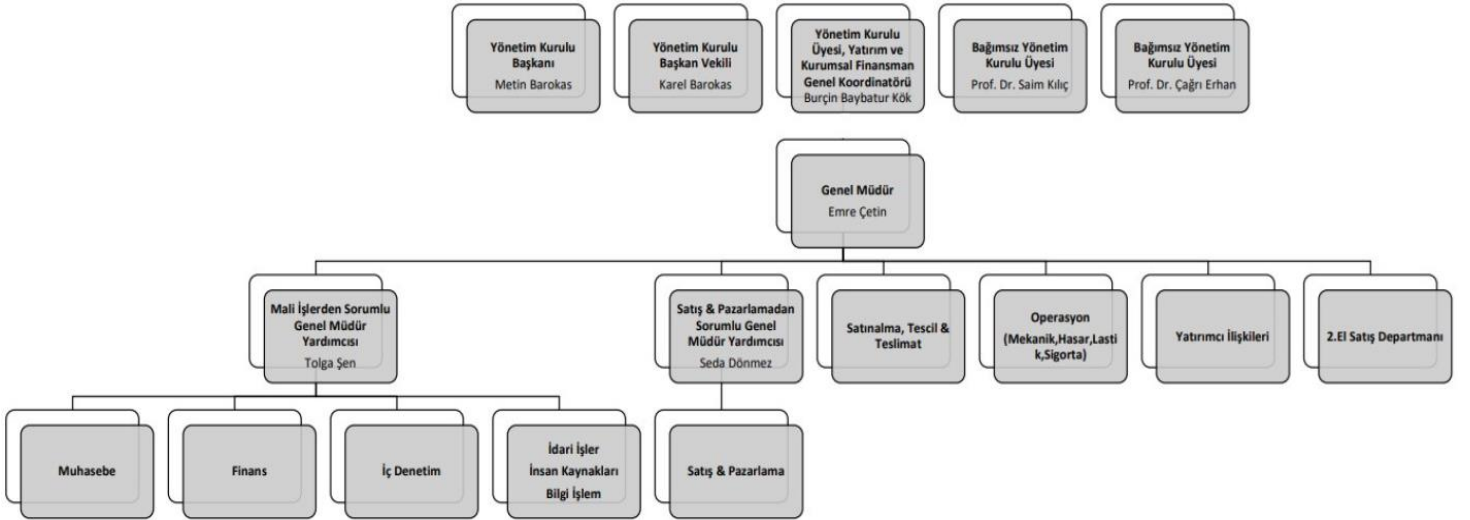 Yönetim Kurulu
Başkanı
Metin Barokas
Yönetim Kurulu
Başkan Vekili
Karel Barokas
Yönetim Kurulu
Üyesi, Yatırım ve
Kurumsal Finansman
Genel Koordinatörü
Burçin Baybatur Kök
Bağımsız Yönetim
Kurulu Üyesi
Prof. Dr. Saim Kılıç
Bağımsız Yönetim
Kurulu Üyesi
Prof. Dr. Çağrı Erhan
Genel Müdür
Emre Çetin
Mali İşlerden Sorumlu
Genel Müdür
Yardımcısı
Tolga Şen
Satış & Pazarlamadan
Sorumlu Genel
Müdür Yardımcısı
Seda Dönmez
Satınalma, Tescil &
Teslimat
Operasyon
(Mekanik,Hasar,Lasti
k,Sigorta)
Yatırımcı İlişkileri
2.El Satış Departmanı
Muhasebe
Finans
İç Denetim
İdari İşler
İnsan Kaynakları
Bilgi İşlem
Satış & Pazarlama